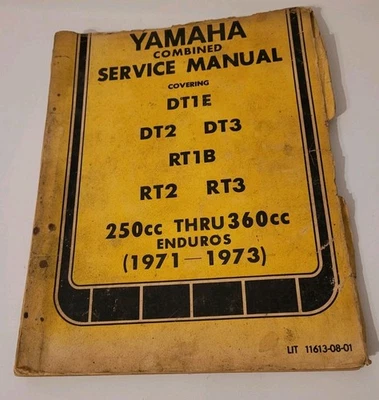 YAMAHA
COMBINED
SERVICE MANUAL
COVERING
DT1E
DT2 DT3
RT1B
RT2 RT3
250cc THRU 360cc
ENDUROS
(1971—1973)
LIT 11613-08-01